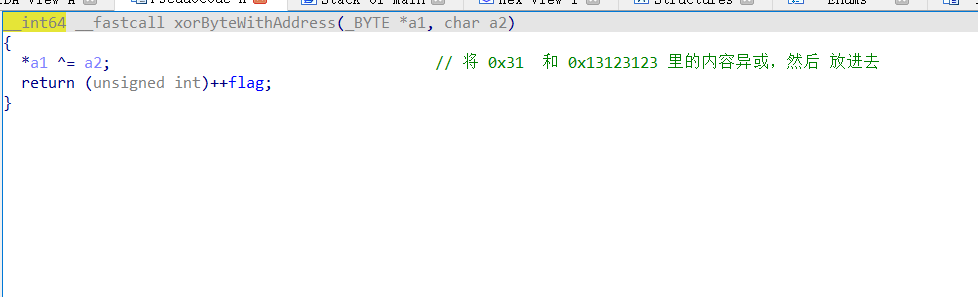 IDA View A Pseudocode A Stack of main Hex View 1 Structures Enums
__int64 __fastcall xorByteWithAddress(_BYTE *a1, char a2)
{
*a1 ^= a2; // 将 0x31 和 0x13123123 里的内容异或，然后 放进去
return (unsigned int)++flag;
}